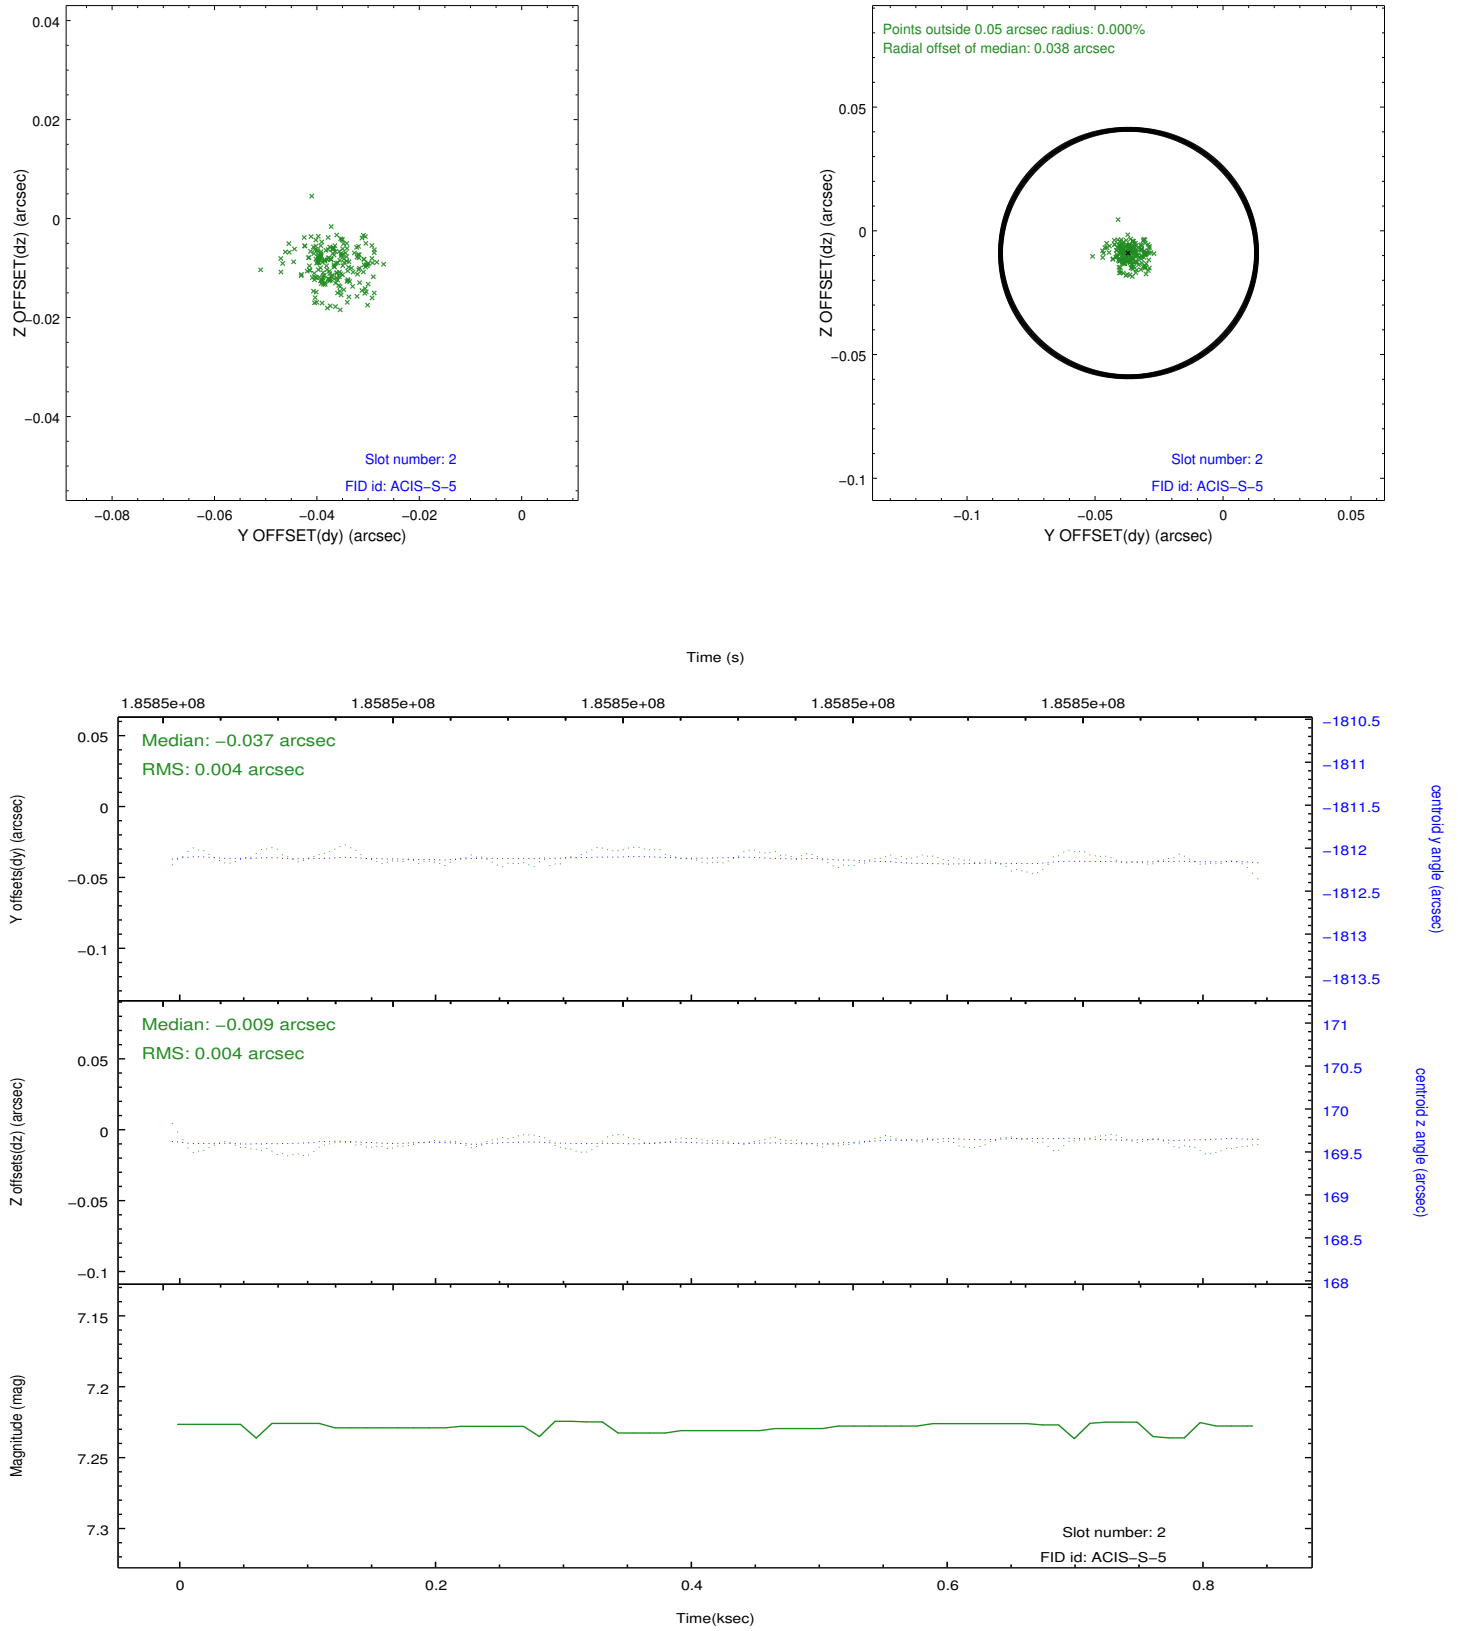 0.04
0.02
0
−0.02
−0.04
Z OFFSET(dz) (arcsec)
Slot number: 2
FID id: ACIS−S−5
−0.08 −0.06 −0.04 −0.02 0
Y OFFSET(dy) (arcsec)
Points outside 0.05 arcsec radius: 0.000%
Radial offset of median: 0.038 arcsec
0.05
0
−0.05
−0.1
Z OFFSET(dz) (arcsec)
Slot number: 2
FID id: ACIS−S−5
−0.1 −0.05 0 0.05
Y OFFSET(dy) (arcsec)
Time (s)
1.8585e+08 1.8585e+08 1.8585e+08 1.8585e+08 1.8585e+08
Median: −0.037 arcsec
RMS: 0.004 arcsec
0.05
0
−0.05
−0.1
Y offsets(dy) (arcsec)
−1810.5
−1811
−1811.5
−1812
−1812.5
−1813
−1813.5
centroid y angle (arcsec)
Median: −0.009 arcsec
RMS: 0.004 arcsec
0.05
0
−0.05
−0.1
Z offsets(dz) (arcsec)
171
170.5
170
169.5
169
168.5
168
centroid z angle (arcsec)
7.15
7.2
7.25
7.3
Magnitude (mag)
Slot number: 2
FID id: ACIS−S−5
0 0.2 0.4 0.6 0.8
Time(ksec)